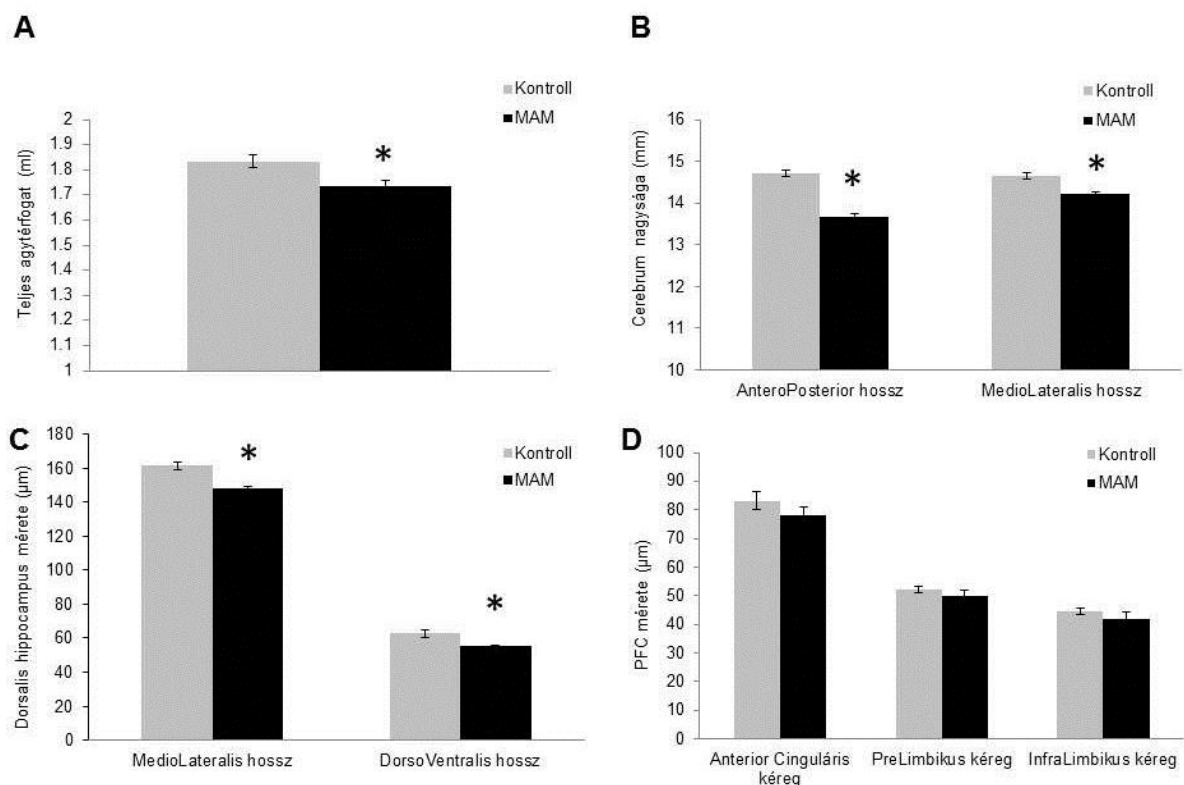 A
Kontroll
MAM
Teljes agytérfogat (ml)
2
1.9
1.8
1.7
1.6
1.5
1.4
1.3
1.2
1.1
1
*
B
Kontroll
MAM
Cerebrum nagysága (mm)
16
15
14
13
12
11
10
*
*
AnteroPosterior hossz
MedioLateralis hossz
C
Kontroll
MAM
Dorsalis hippocampus mérete (µm)
180
160
140
120
100
80
60
40
20
0
*
*
MedioLateralis hossz
DorsoVentralis hossz
D
Kontroll
MAM
PFC mérete (µm)
100
90
80
70
60
50
40
30
20
10
0
Anterior Cinguláris
kéreg
PreLimbikus kéreg
InfraLimbikus kéreg